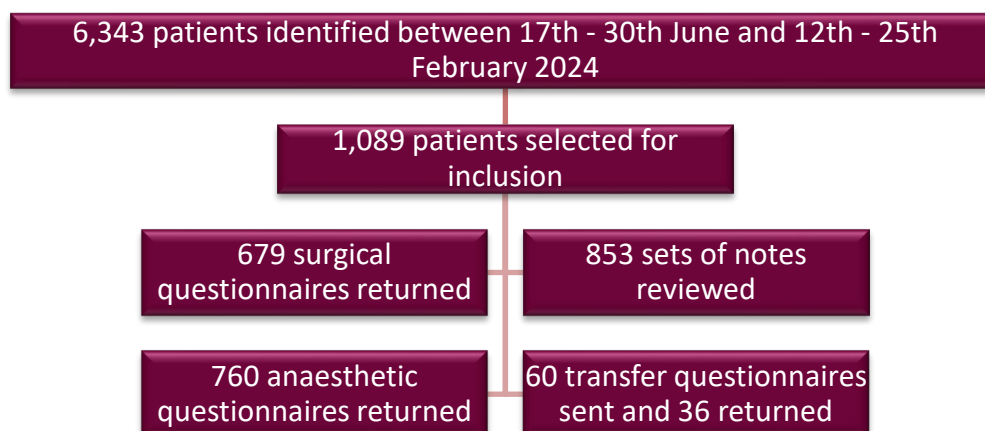 6,343 patients identified between 17th - 30th June and 12th - 25th
February 2024
1,089 patients selected for
inclusion
679 surgical
questionnaires returned
853 sets of notes
reviewed
760 anaesthetic
questionnaires returned
60 transfer questionnaires
sent and 36 returned